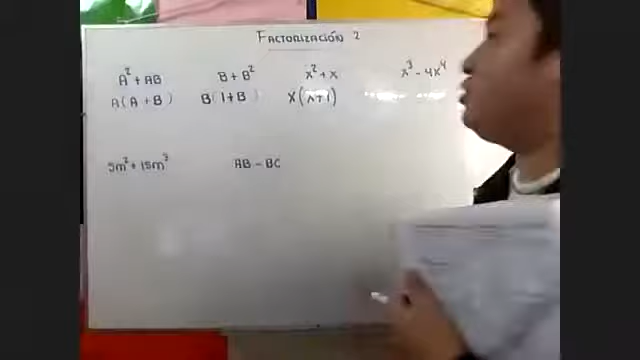 FACTORIZACIÓN 2
A² + AB B + B² x² + x x³ - 4x⁴
A(A + B) B(1 + B) x(x+1)
5m² + 15m³ AB - BC